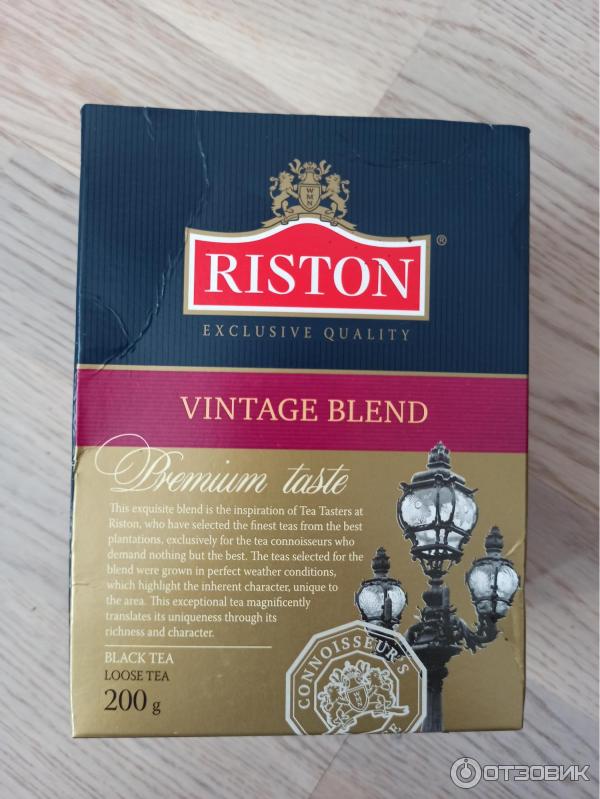 WMN
RISTON
®
EXCLUSIVE QUALITY
VINTAGE BLEND
Premium taste
This exquisite blend is the inspiration of Tea Tasters at
Riston, who have selected the finest teas from the best
plantations, exclusively for the tea connoisseurs who
demand nothing but the best. The teas selected for the
blend were grown in perfect weather conditions,
which highlight the inherent character, unique to
the area. This exceptional tea magnificently
translates its uniqueness through its
richness and character.
BLACK TEA
LOOSE TEA
200 g
CONNOISSEUR'S
ОТЗОВИК